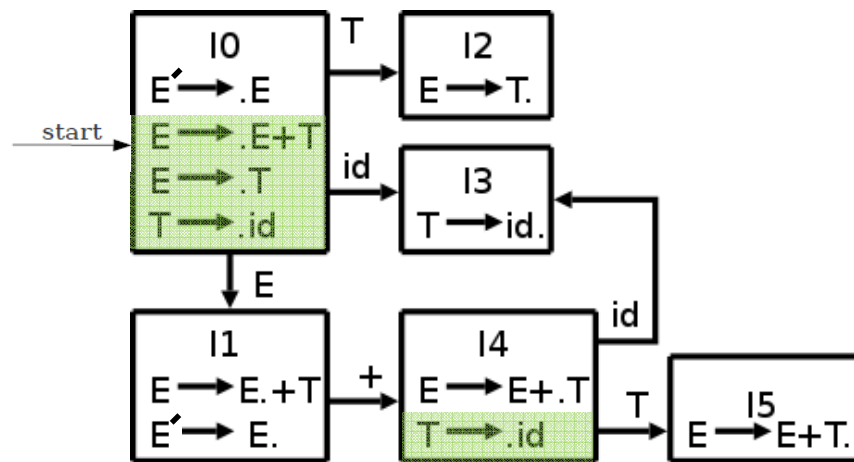 I0
E′ → .E
E → .E+T
E → .T
T → .id
start
T
I2
E → T.
id
I3
T → id.
E
I1
E → E.+T
E′ → E.
+
I4
E → E+.T
T → .id
id
T
I5
E → E+T.